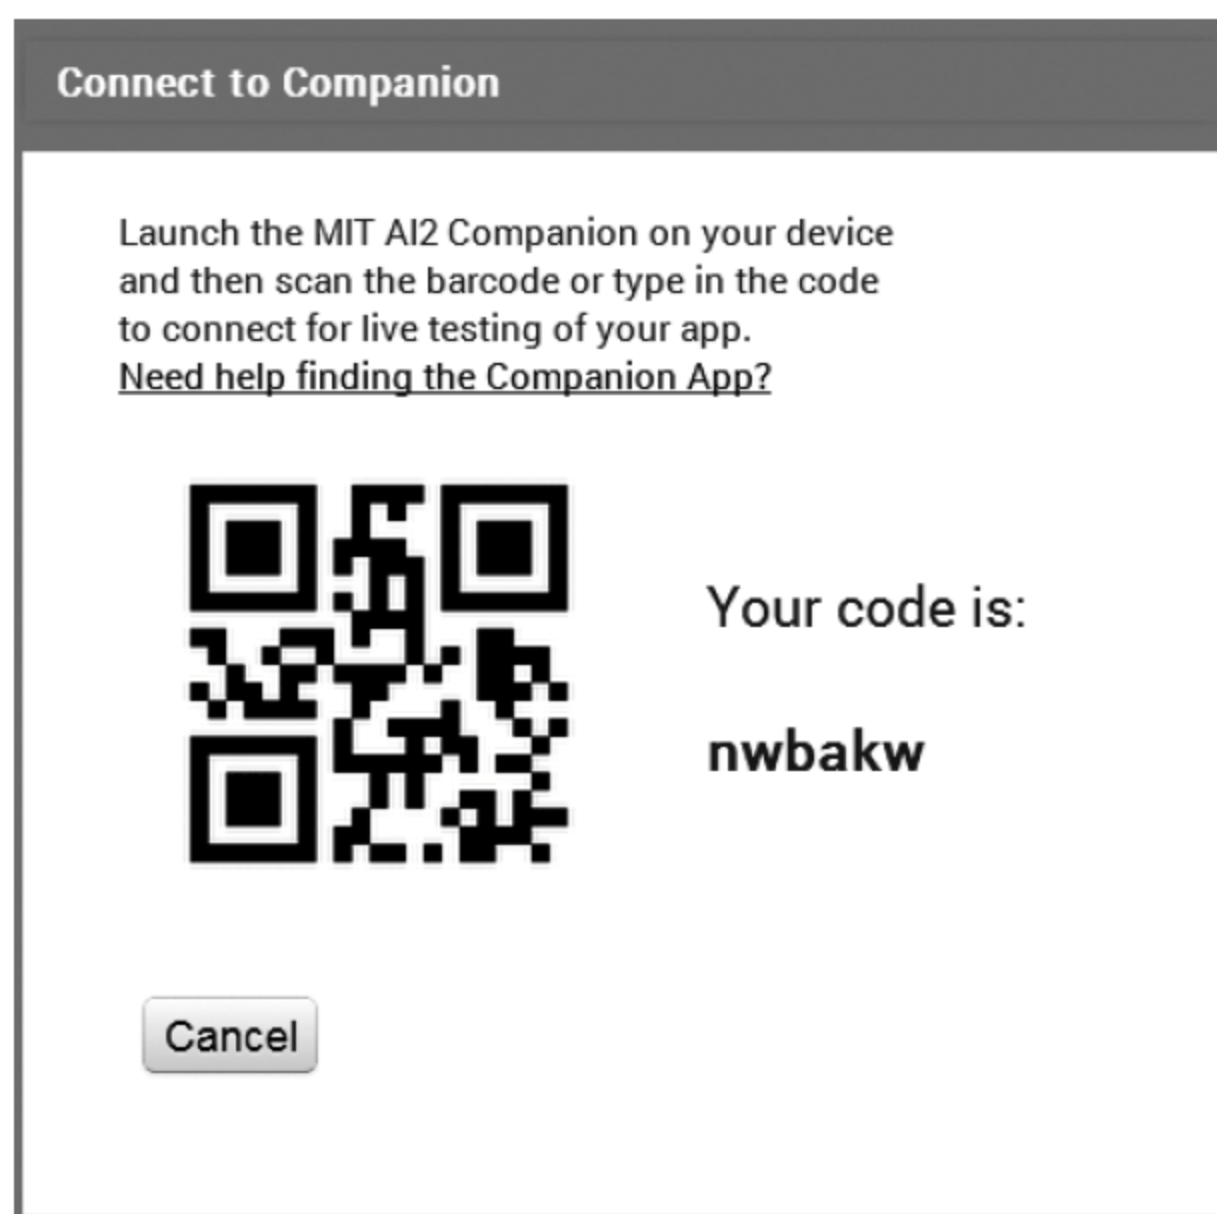 Connect to Companion
Launch the MIT AI2 Companion on your device
and then scan the barcode or type in the code
to connect for live testing of your app.
Need help finding the Companion App?
Your code is:
nwbakw
Cancel